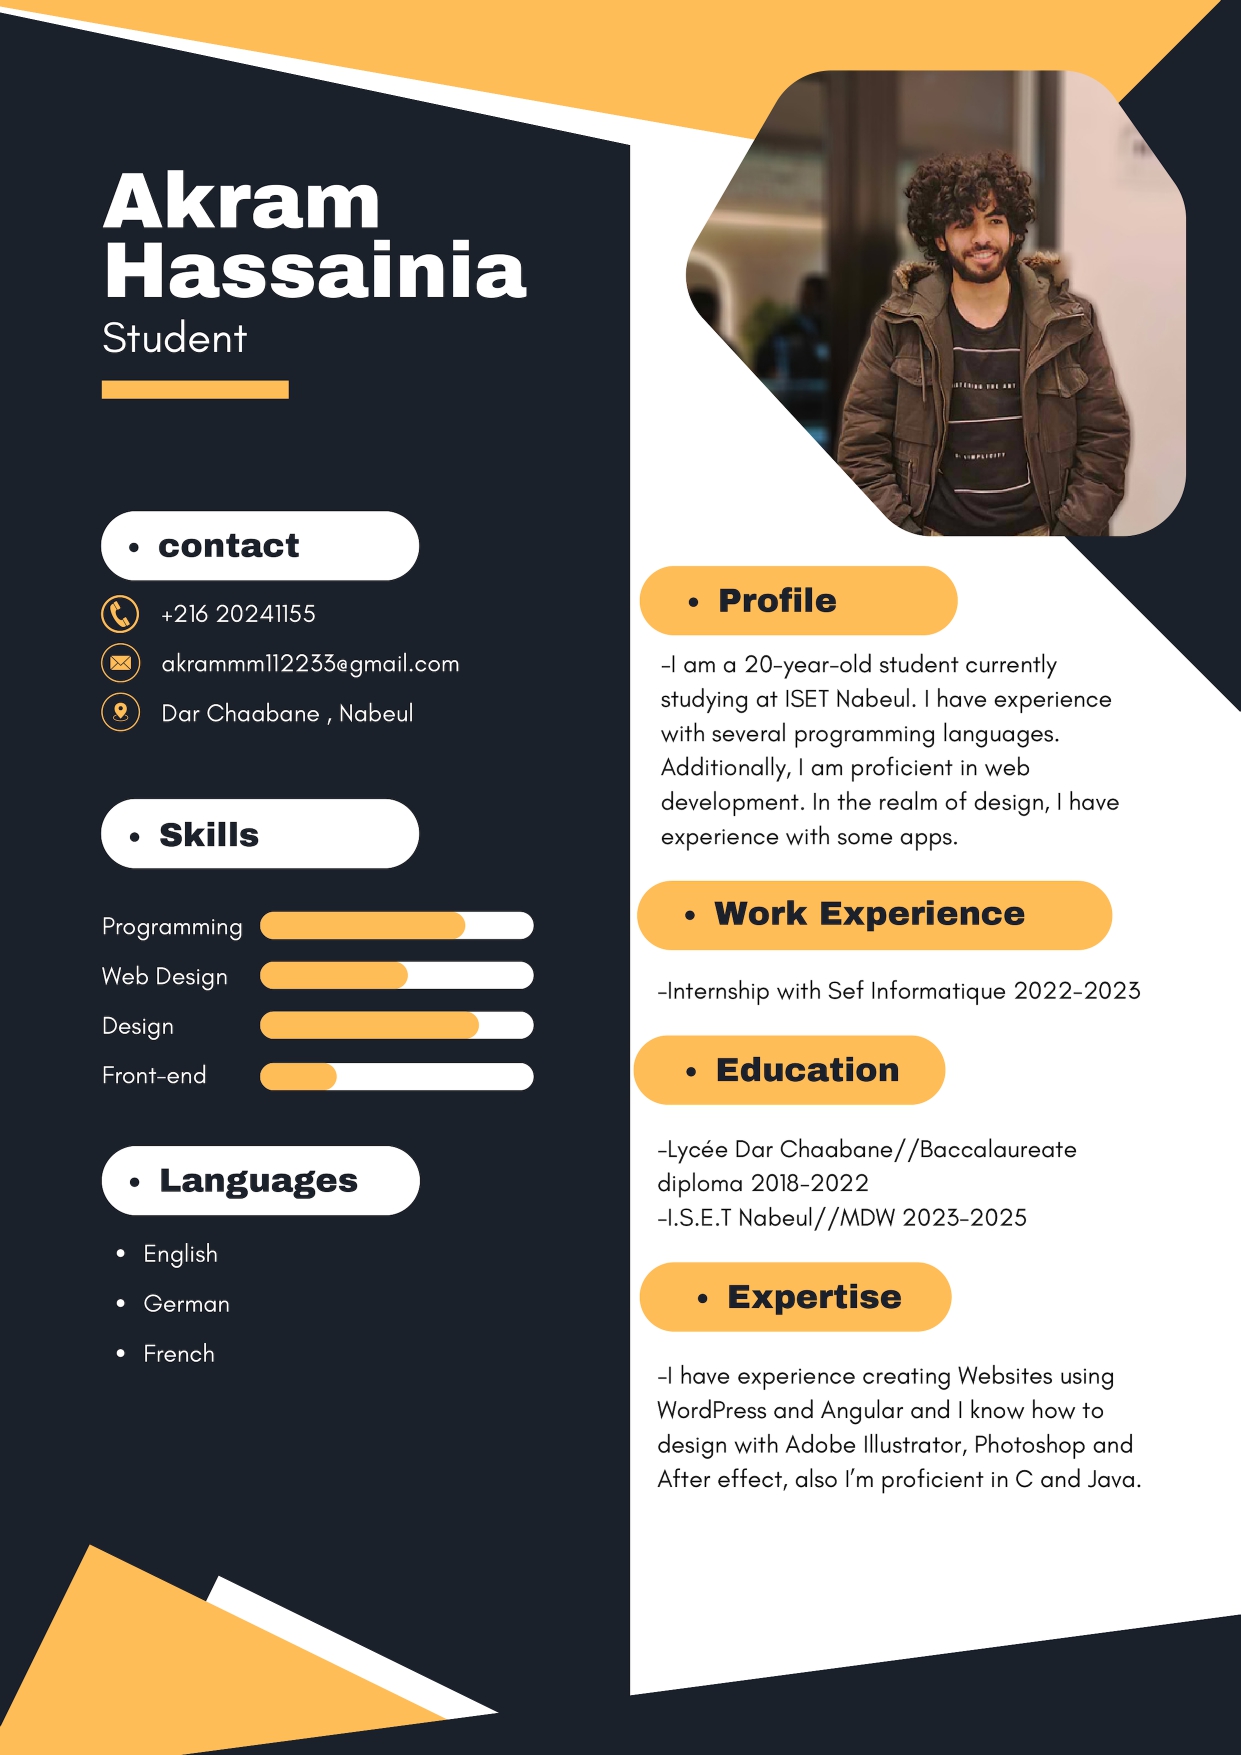 Akram
Hassainia
Student
• contact
+216 20241155
akrammm112233@gmail.com
Dar Chaabane , Nabeul
• Skills
Programming
Web Design
Design
Front-end
• Languages
• English
• German
• French
• Profile
-I am a 20-year-old student currently
studying at ISET Nabeul. I have experience
with several programming languages.
Additionally, I am proficient in web
development. In the realm of design, I have
experience with some apps.
• Work Experience
-Internship with Sef Informatique 2022-2023
• Education
-Lycée Dar Chaabane//Baccalaureate
diploma 2018-2022
-I.S.E.T Nabeul//MDW 2023-2025
• Expertise
-I have experience creating Websites using
WordPress and Angular and I know how to
design with Adobe Illustrator, Photoshop and
After effect, also I’m proficient in C and Java.